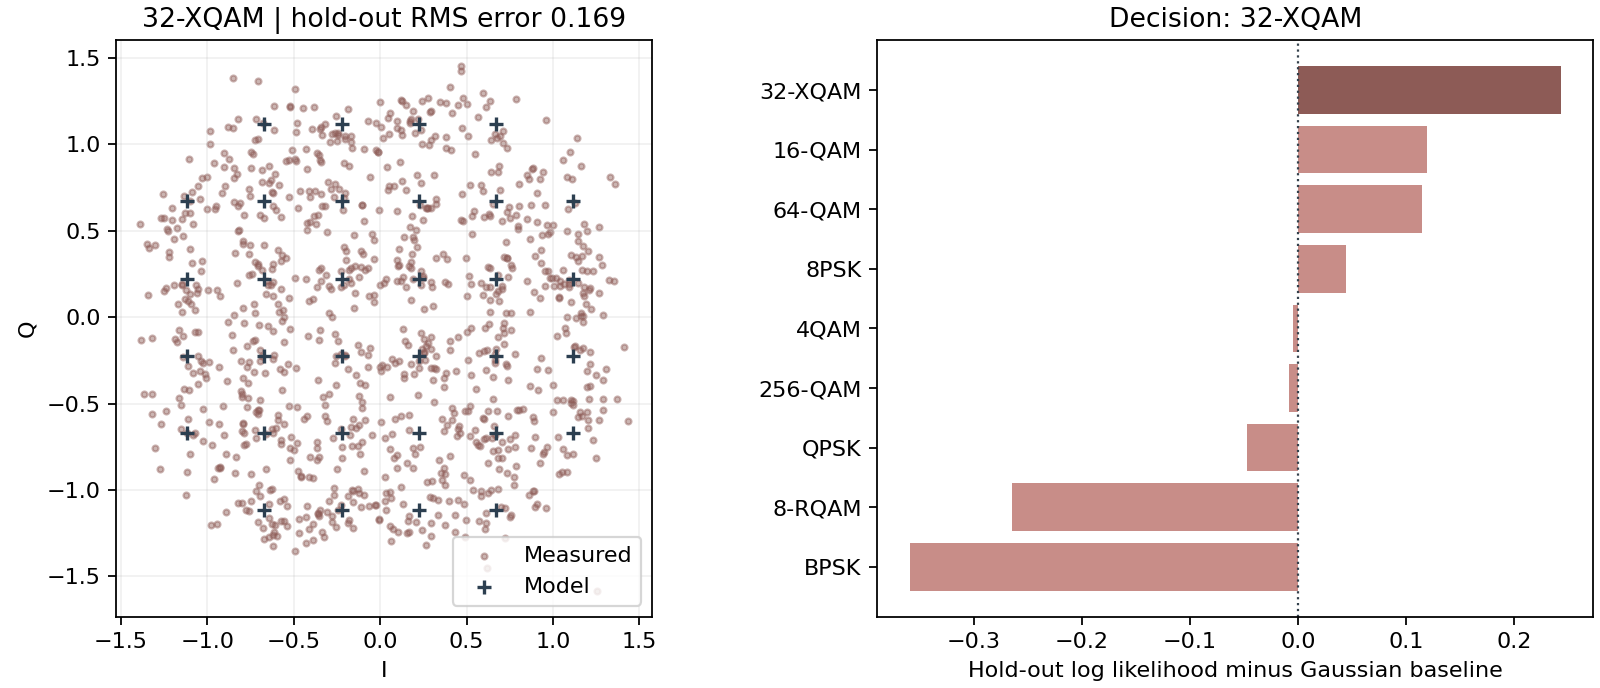 32-XQAM | hold-out RMS error 0.169
1.5
1.0
0.5
0.0
−0.5
−1.0
−1.5
Q
−1.5 −1.0 −0.5 0.0 0.5 1.0 1.5
I
Measured
Model
Decision: 32-XQAM
32-XQAM
16-QAM
64-QAM
8PSK
4QAM
256-QAM
QPSK
8-RQAM
BPSK
−0.3 −0.2 −0.1 0.0 0.1 0.2
Hold-out log likelihood minus Gaussian baseline